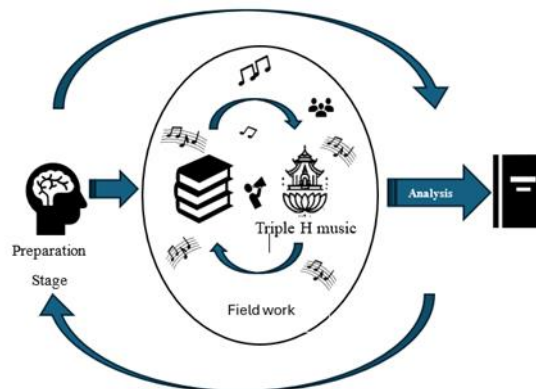 Preparation
Stage
Triple H music
Field work
Analysis